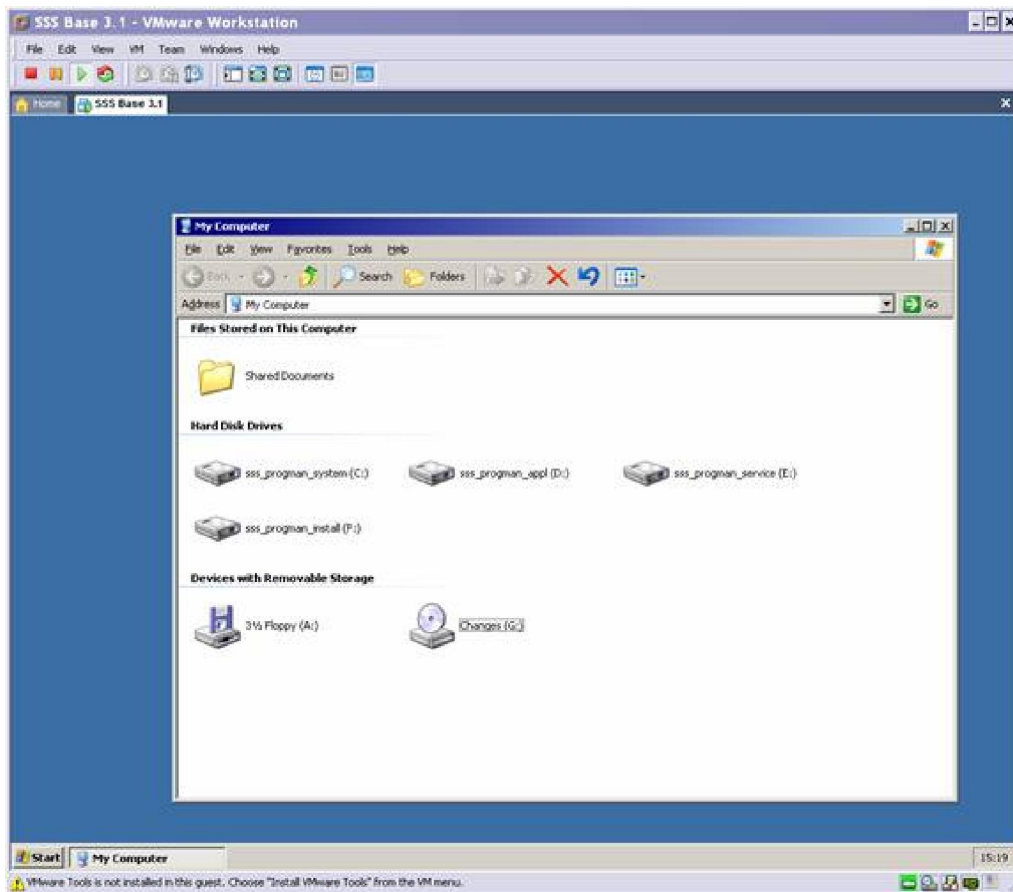 SSS Base 3.1 - VMware Workstation
File Edit View VM Team Windows Help
Home SSS Base 3.1
My Computer
File Edit View Favorites Tools Help
Back Search Folders
Address My Computer Go
Files Stored on This Computer
Shared Documents
Hard Disk Drives
sss_progman_system (C:) sss_progman_appl (D:) sss_progman_service (E:)
sss_progman_install (F:)
Devices with Removable Storage
3½ Floppy (A:) Changes (G:)
Start My Computer 15:19
VMware Tools is not installed in this guest. Choose "Install VMware Tools" from the VM menu.